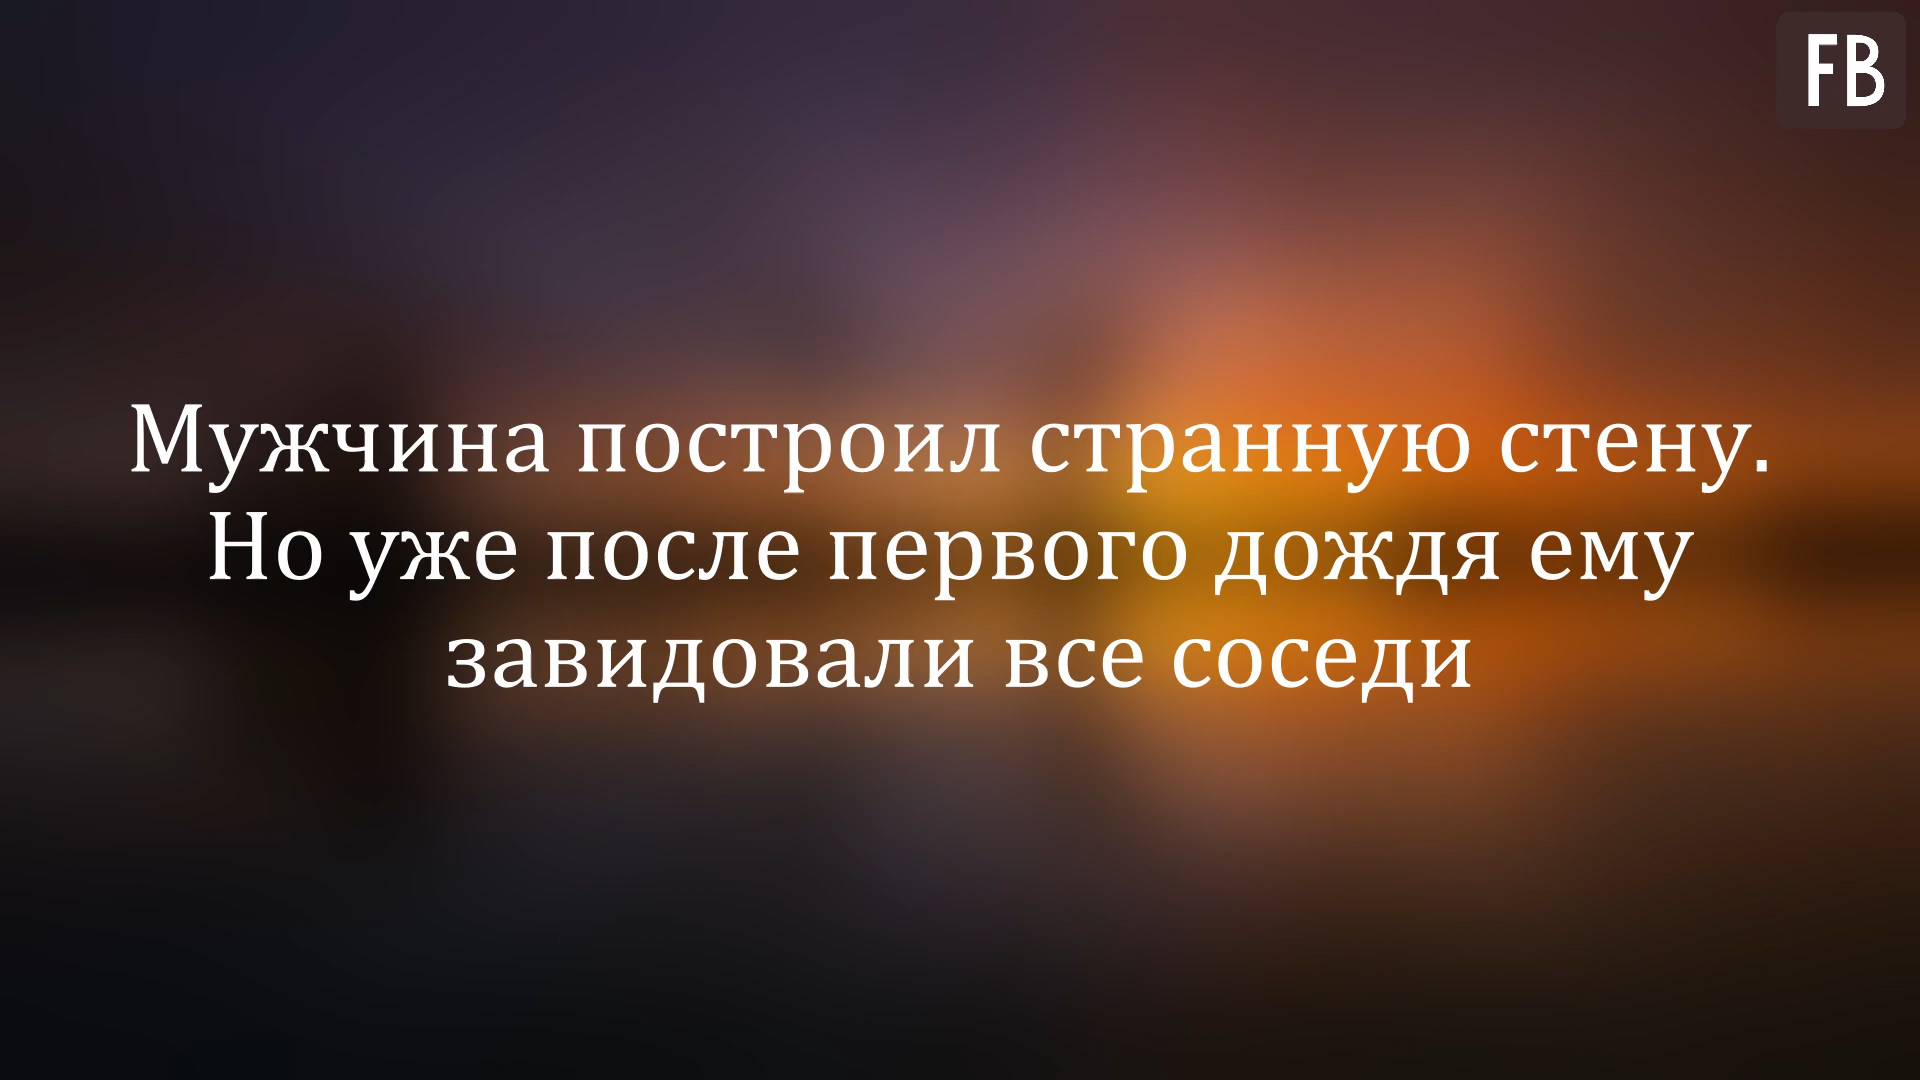 FB
Мужчина построил странную стену.
Но уже после первого дождя ему
завидовали все соседи